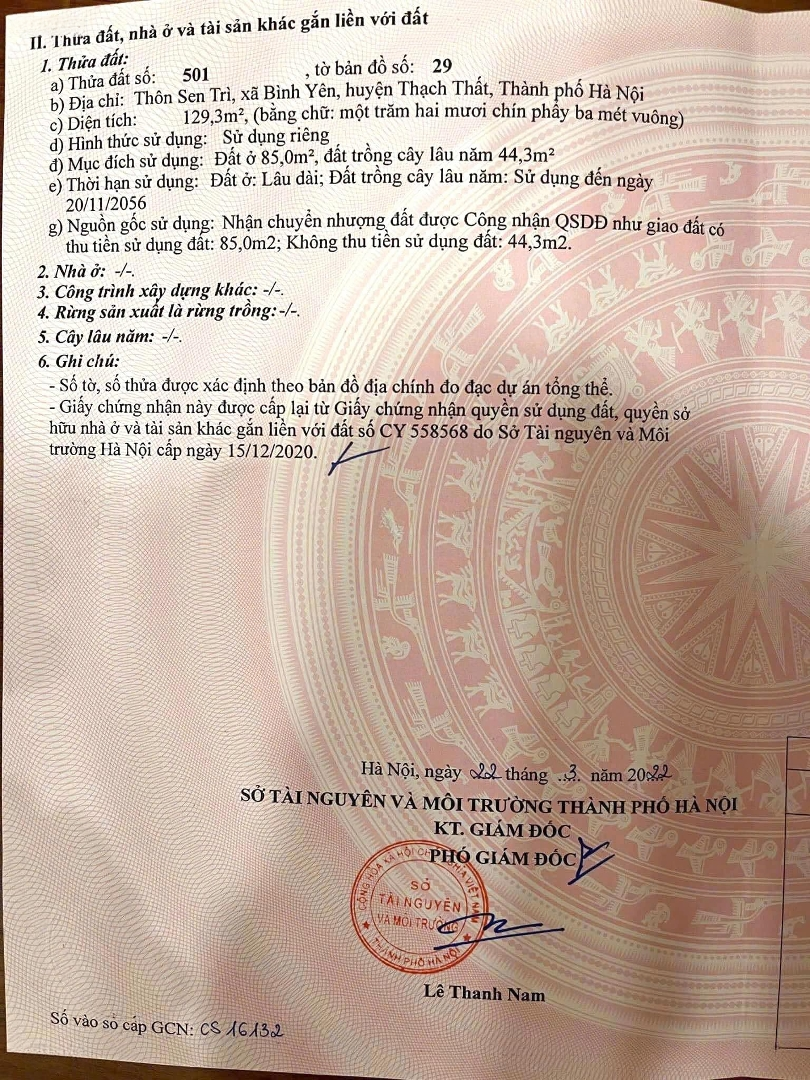 II. Thửa đất, nhà ở và tài sản khác gắn liền với đất
1. Thửa đất:
a) Thửa đất số: 501 , tờ bản đồ số: 29
b) Địa chỉ: Thôn Sen Trì, xã Bình Yên, huyện Thạch Thất, Thành phố Hà Nội
c) Diện tích: 129,3m², (bằng chữ: một trăm hai mươi chín phẩy ba mét vuông)
d) Hình thức sử dụng: Sử dụng riêng
đ) Mục đích sử dụng: Đất ở 85,0m², đất trồng cây lâu năm 44,3m²
e) Thời hạn sử dụng: Đất ở: Lâu dài; Đất trồng cây lâu năm: Sử dụng đến ngày
20/11/2056
g) Nguồn gốc sử dụng: Nhận chuyển nhượng đất được Công nhận QSDĐ như giao đất có
thu tiền sử dụng đất: 85,0m2; Không thu tiền sử dụng đất: 44,3m2.
2. Nhà ở: -/-.
3. Công trình xây dựng khác: -/-.
4. Rừng sản xuất là rừng trồng: -/-.
5. Cây lâu năm: -/-.
6. Ghi chú:
- Số tờ, số thửa được xác định theo bản đồ địa chính đo đạc dự án tổng thể.
- Giấy chứng nhận này được cấp lại từ Giấy chứng nhận quyền sử dụng đất, quyền sở
hữu nhà ở và tài sản khác gắn liền với đất số CY 558568 do Sở Tài nguyên và Môi
trường Hà Nội cấp ngày 15/12/2020.
Hà Nội, ngày 22 tháng ..3. năm 2022
SỞ TÀI NGUYÊN VÀ MÔI TRƯỜNG THÀNH PHỐ HÀ NỘI
KT. GIÁM ĐỐC
PHÓ GIÁM ĐỐC
CỘNG HÒA XÃ HỘI CHỦ NGHĨA VIỆT NAM
SỞ
TÀI NGUYÊN
VÀ MÔI TRƯỜNG
THÀNH PHỐ HÀ NỘI
Lê Thanh Nam
Số vào sổ cấp GCN: CS 16132